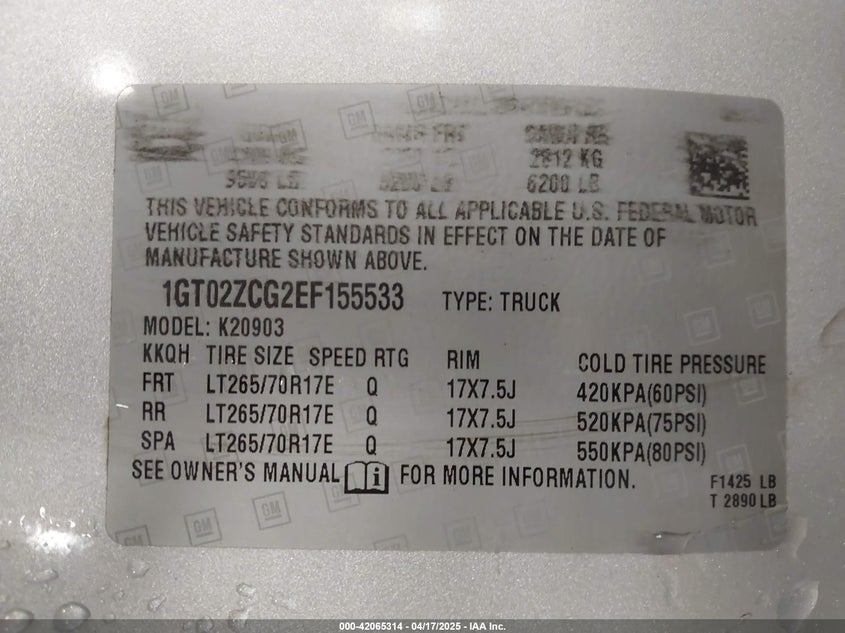 2812 KG
LB 6200 LB
THIS VEHICLE CONFORMS TO ALL APPLICABLE U.S. FEDERAL MOTOR
VEHICLE SAFETY STANDARDS IN EFFECT ON THE DATE OF
MANUFACTURE SHOWN ABOVE.
1GT02ZCG2EF155533 TYPE: TRUCK
MODEL: K20903
KKQH TIRE SIZE SPEED RTG RIM COLD TIRE PRESSURE
FRT LT265/70R17E Q 17X7.5J 420KPA(60PSI)
RR LT265/70R17E Q 17X7.5J 520KPA(75PSI)
SPA LT265/70R17E Q 17X7.5J 550KPA(80PSI)
SEE OWNER'S MANUAL FOR MORE INFORMATION.
F1425 LB
T 2890 LB
GM
000-42065314 - 04/17/2025 - IAA Inc.